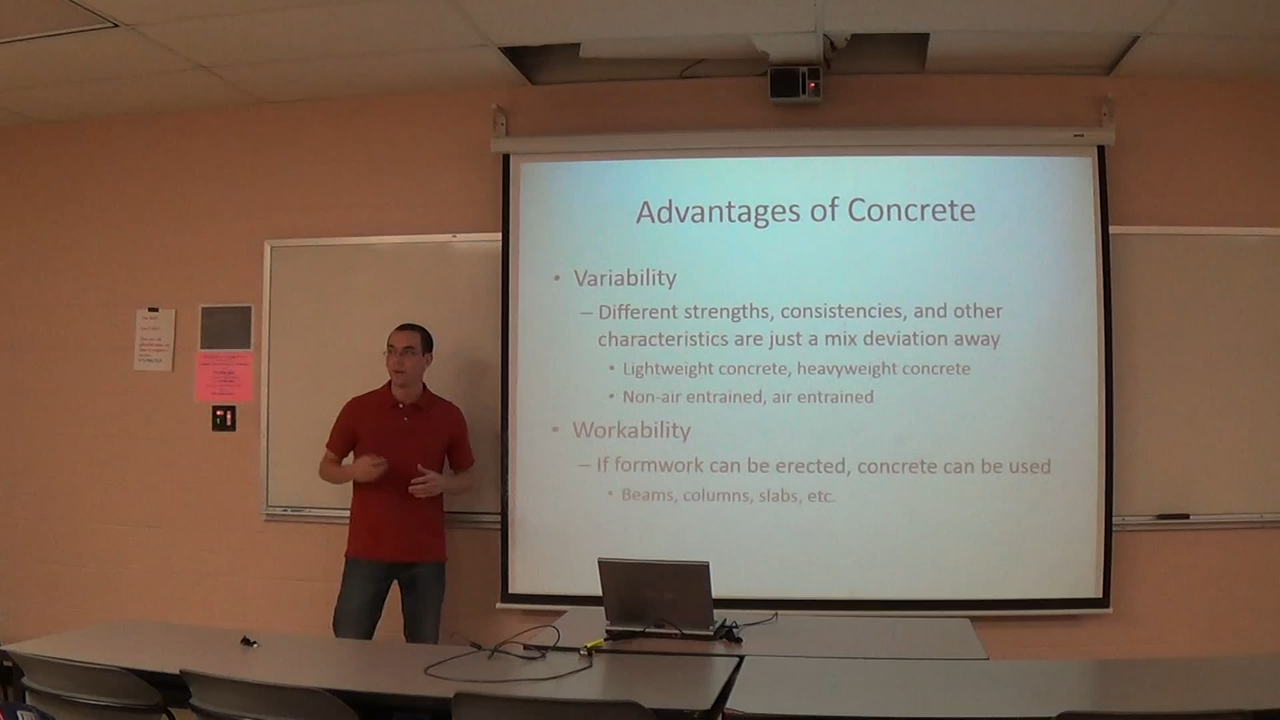 Advantages of Concrete
• Variability
– Different strengths, consistencies, and other
characteristics are just a mix deviation away
• Lightweight concrete, heavyweight concrete
• Non-air entrained, air entrained
• Workability
– If formwork can be erected, concrete can be used
• Beams, columns, slabs, etc.